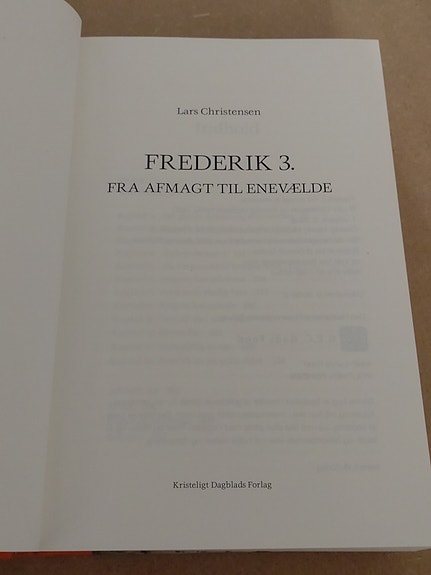 Lars Christensen
FREDERIK 3.
FRA AFMAGT TIL ENEVÆLDE
Kristeligt Dagblads Forlag